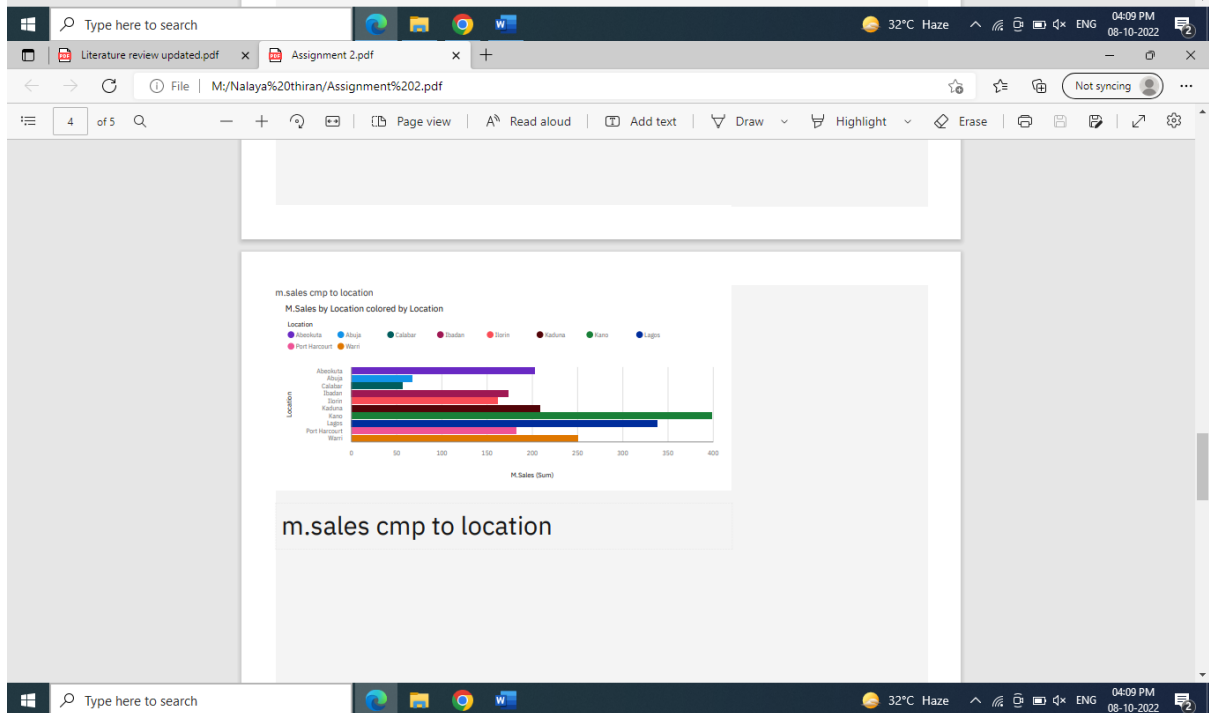 Type here to search
32°C Haze
ENG
04:09 PM
08-10-2022
2
Literature review updated.pdf
Assignment 2.pdf
File
M:/Nalaya%20thiran/Assignment%202.pdf
Not syncing
4 of 5
Page view
Read aloud
Add text
Draw
Highlight
Erase
m.sales cmp to location
M.Sales by Location colored by Location
Location
Abeokuta Abuja Calabar Ibadan Ilorin Kaduna Kano Lagos
Port Harcourt Warri
Location
Abeokuta
Abuja
Calabar
Ibadan
Ilorin
Kaduna
Kano
Lagos
Port Harcourt
Warri
0 50 100 150 200 250 300 350 400
M.Sales (Sum)
m.sales cmp to location
Type here to search
32°C Haze
ENG
04:09 PM
08-10-2022
2